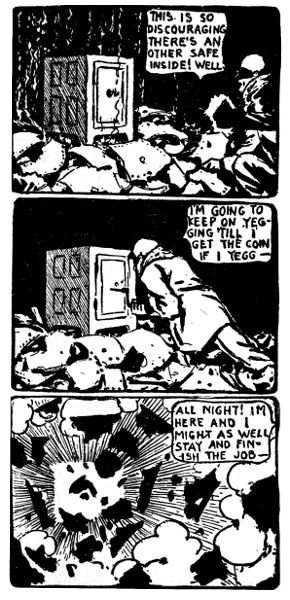 THIS IS SO
DISCOURAGING
THERE'S AN
OTHER SAFE
INSIDE! WELL
I'M GOING TO
KEEP ON YEG-
GING 'TILL I
GET THE COIN
IF I YEGG—
ALL NIGHT! I'M
HERE AND I
MIGHT AS WELL
STAY AND FIN-
ISH THE JOB—